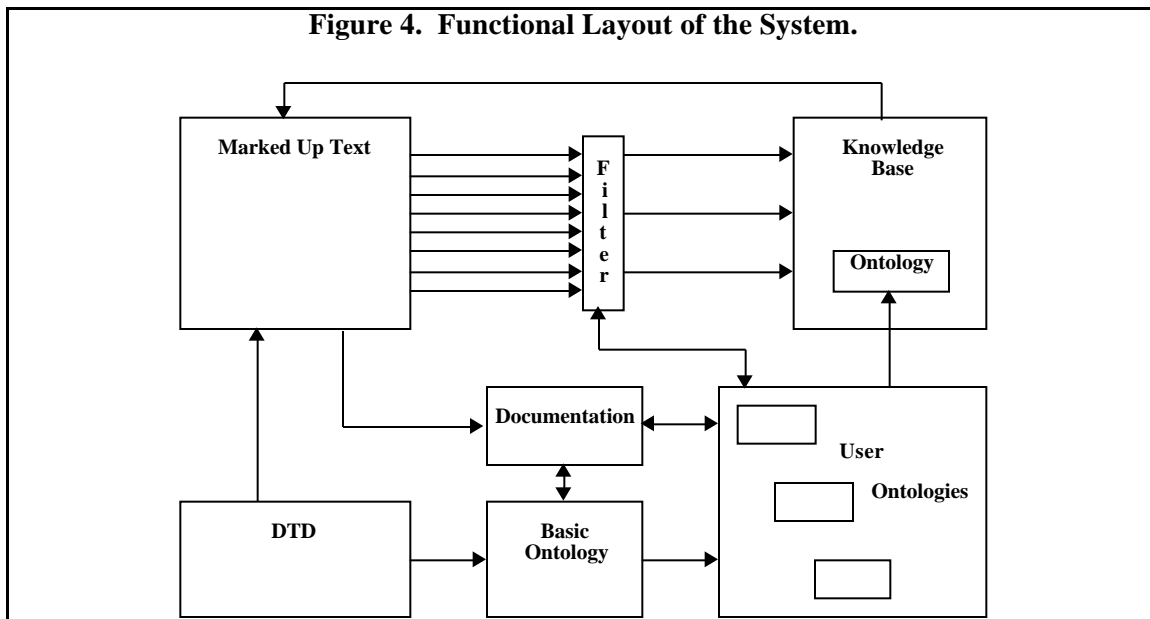 Figure 4. Functional Layout of the System.
Marked Up Text
Filter
Knowledge
Base
Ontology
Documentation
User
Ontologies
DTD
Basic
Ontology